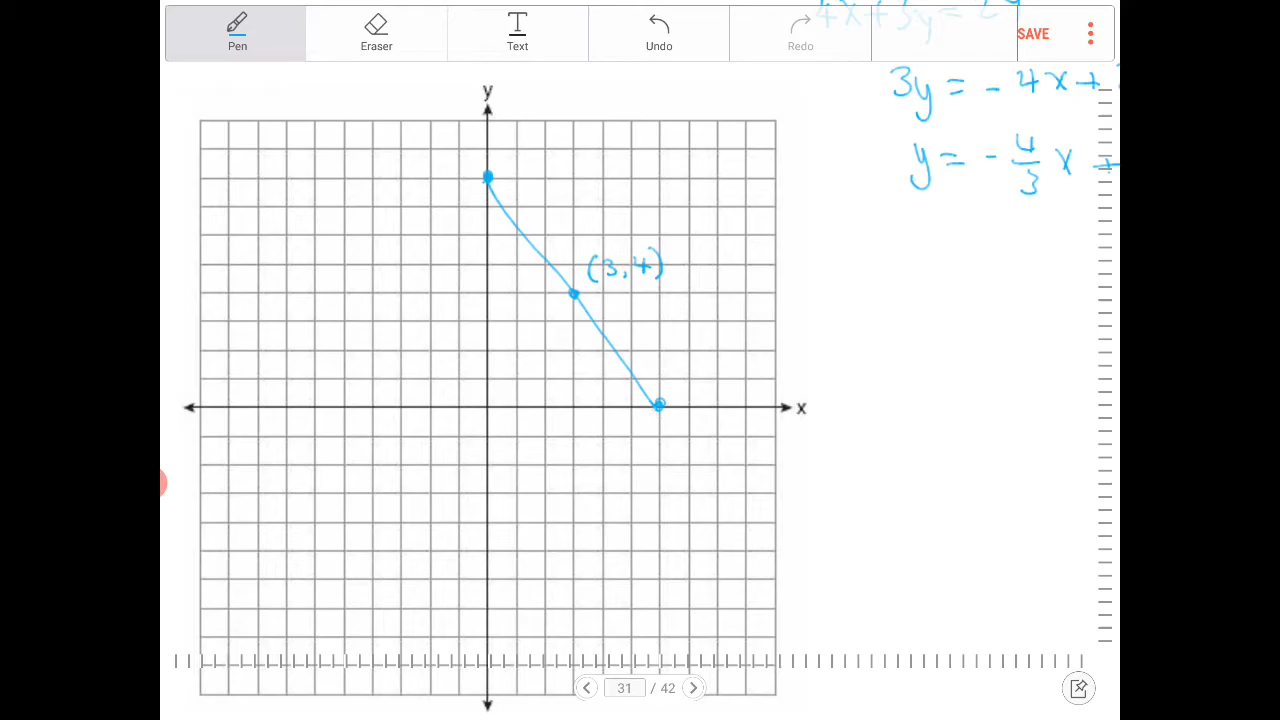 Pen Eraser Text Undo Redo SAVE
3y = - 4x +
y = - 4/3 x +
y
(3,4)
x
31 / 42